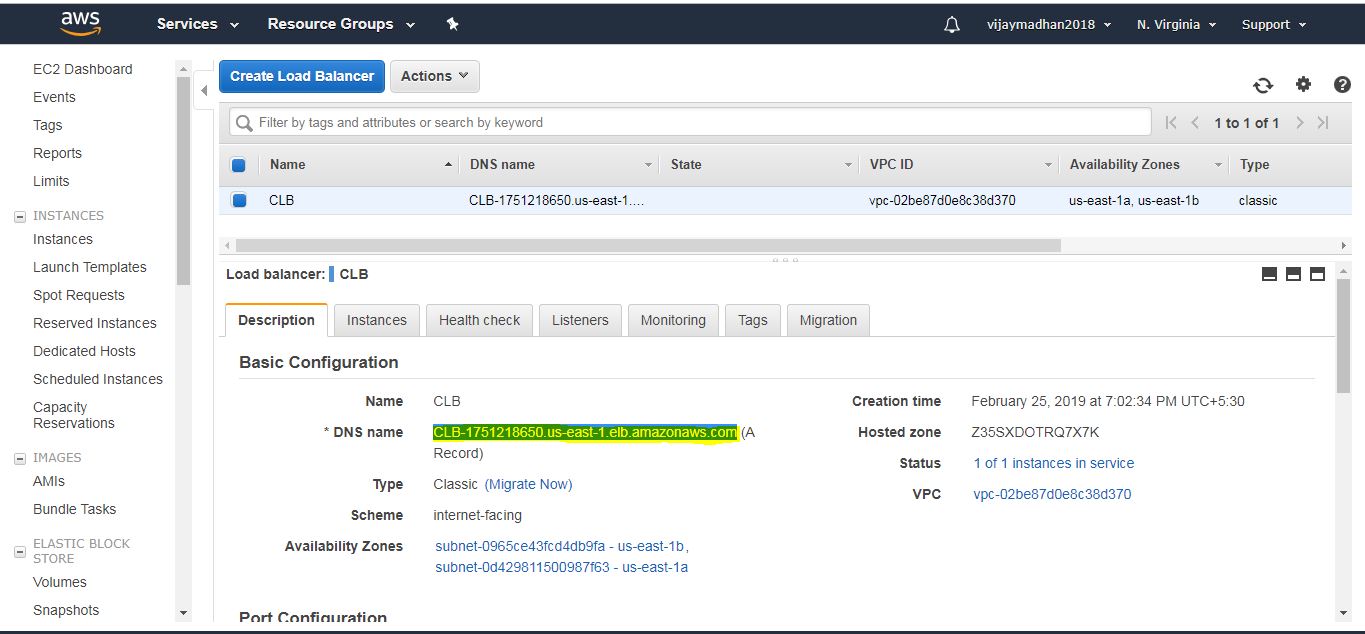 aws Services Resource Groups vijaymadhan2018 N. Virginia Support
EC2 Dashboard
Events
Tags
Reports
Limits
INSTANCES
Instances
Launch Templates
Spot Requests
Reserved Instances
Dedicated Hosts
Scheduled Instances
Capacity
Reservations
IMAGES
AMIs
Bundle Tasks
ELASTIC BLOCK
STORE
Volumes
Snapshots
Create Load Balancer Actions
Filter by tags and attributes or search by keyword 1 to 1 of 1
Name DNS name State VPC ID Availability Zones Type
CLB CLB-1751218650.us-east-1.... vpc-02be87d0e8c38d370 us-east-1a, us-east-1b classic
Load balancer: CLB
Description Instances Health check Listeners Monitoring Tags Migration
Basic Configuration
Name CLB
* DNS name CLB-1751218650.us-east-1.elb.amazonaws.com (A
Record)
Type Classic (Migrate Now)
Scheme internet-facing
Availability Zones subnet-0965ce43fcd4db9fa - us-east-1b,
subnet-0d429811500987f63 - us-east-1a
Creation time February 25, 2019 at 7:02:34 PM UTC+5:30
Hosted zone Z35SXDOTRQ7X7K
Status 1 of 1 instances in service
VPC vpc-02be87d0e8c38d370
Port Configuration